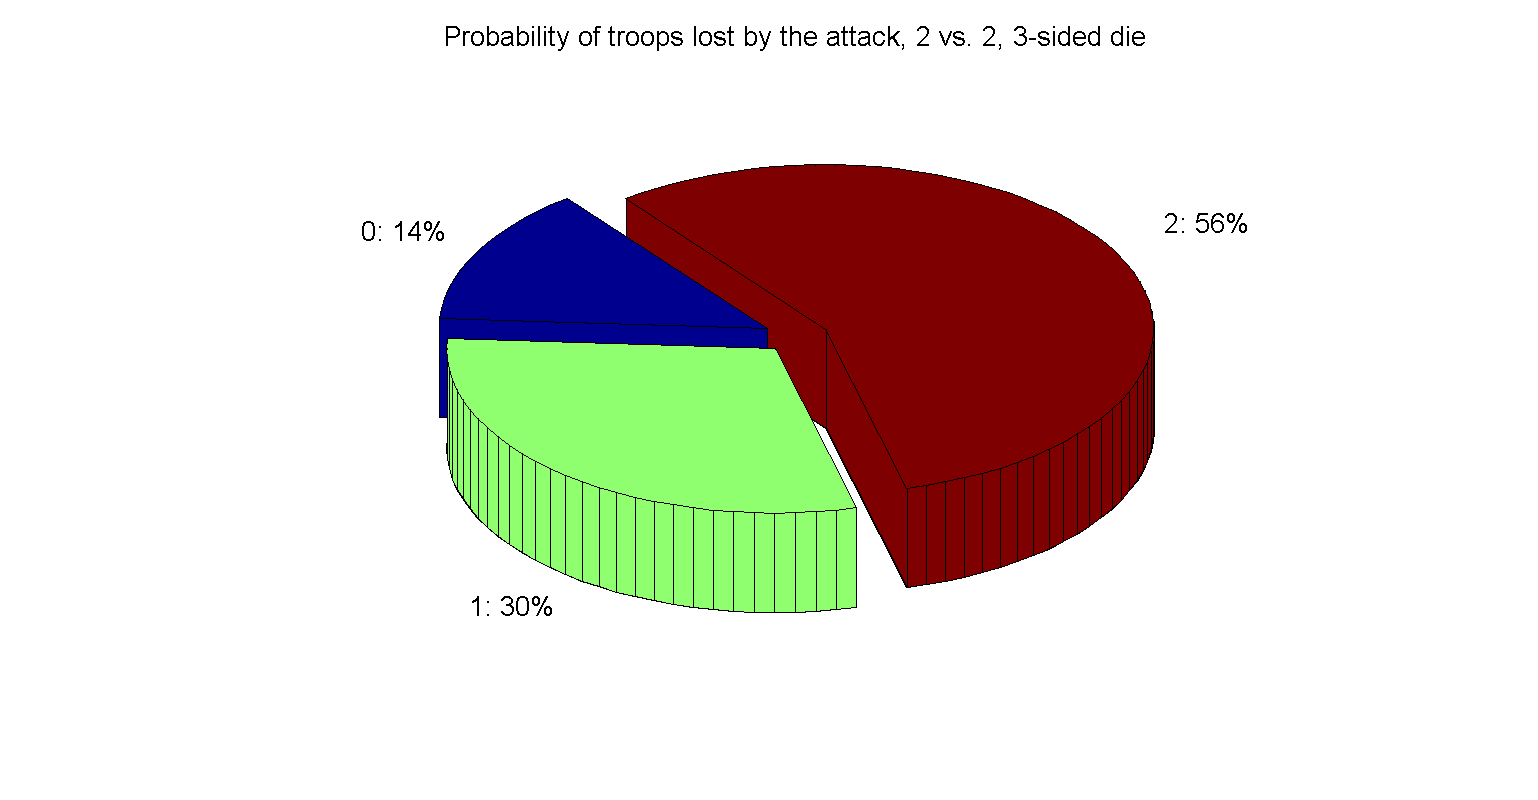 Probability of troops lost by the attack, 2 vs. 2, 3-sided die
0: 14%
2: 56%
1: 30%